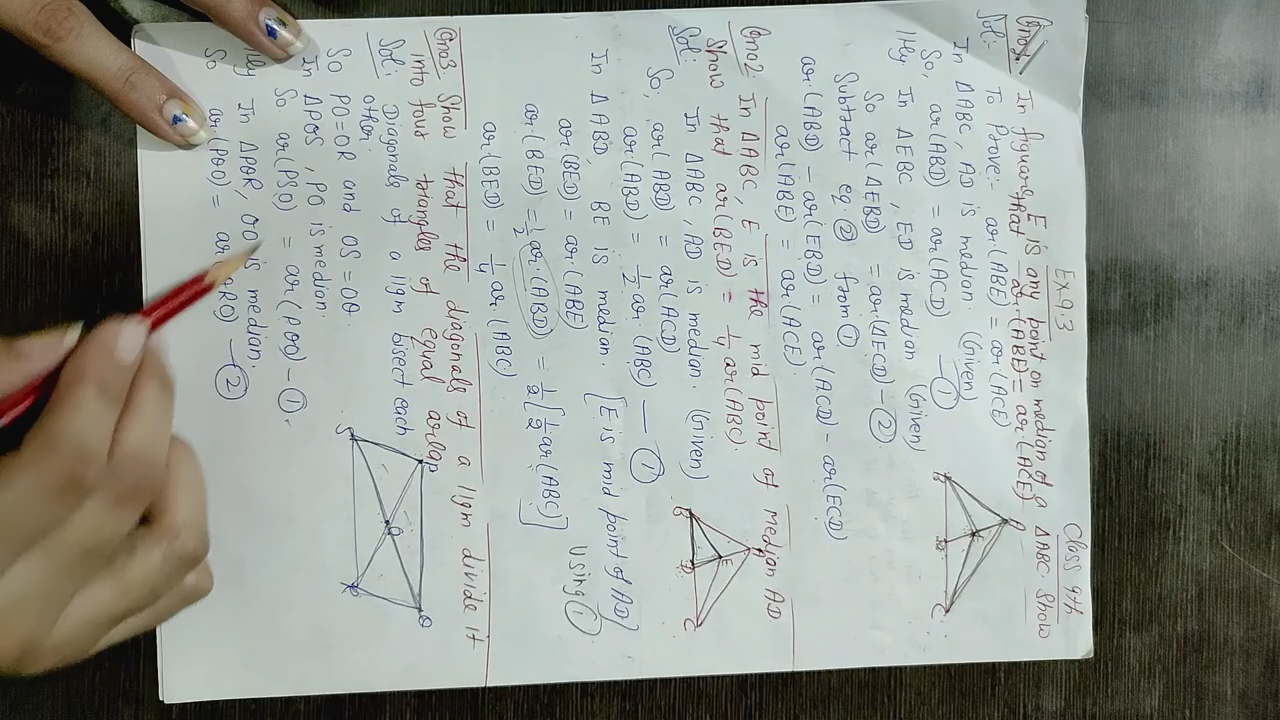 Class 9th
Ex 9.3
Qno1. In figure, E is any point on median of a ΔABC. Show
that ar.(ABE) = ar.(ACE)
Sol:- To Prove:- ar(ABE) = ar(ACE)
In ΔABC, AD is median. (Given)
So, ar(ABD) = ar(ACD) - ①
llly In ΔEBC, ED is median (Given)
So ar(ΔEBD) = ar(ΔECD) - ②
Subtract eq. ② from ①
ar.(ABD) - ar(EBD) = ar(ACD) - ar(ECD)
ar(ABE) = ar(ACE)
A
E
B
D
C
Qno2. In ΔABC, E is the mid point of median AD
Show that ar(BED) = 1/4 ar(ABC).
Sol: In ΔABC, AD is median. (Given)
So, ar(ABD) = ar(ACD)
ar(ABD) = 1/2 ar.(ABC) - ①
In ΔABD, BE is median. [E is mid point of AD]
ar(BED) = ar(ABE)
ar(BED) = 1/2 ar.(ABD) = 1/2 [1/2 ar(ABC)] Using ①
ar(BED) = 1/4 ar.(ABC)
A
B
E
D
C
Qno3 Show that the diagonals of a llgm divide it
into four triangles of equal area
Sol: Diagonals of a llgm bisect each
other.
So PO=OR and OS=OQ.
In ΔPOS, PO is median.
So ar(PSO) = ar(POQ) - ①.
llly In ΔPQR, OQ is median.
So ar(POQ) = ar(QRO) - ②
S
P
O
R
Q